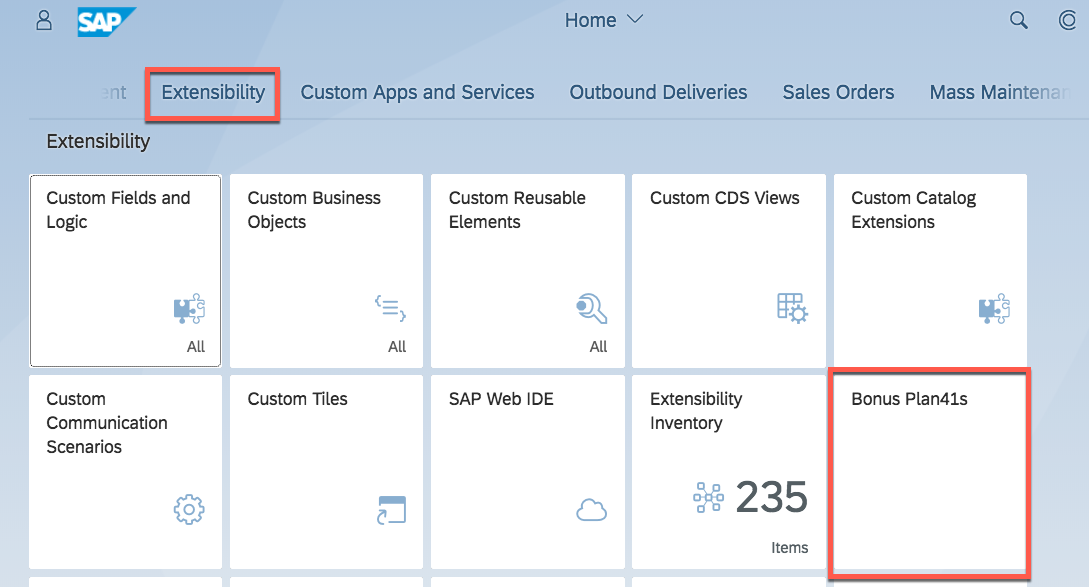 SAP
Home
ent
Extensibility
Custom Apps and Services
Outbound Deliveries
Sales Orders
Mass Maintenan
Extensibility
Custom Fields and
Logic
All
Custom Business
Objects
All
Custom Reusable
Elements
All
Custom CDS Views
Custom Catalog
Extensions
Custom
Communication
Scenarios
Custom Tiles
SAP Web IDE
Extensibility
Inventory
235
Items
Bonus Plan41s